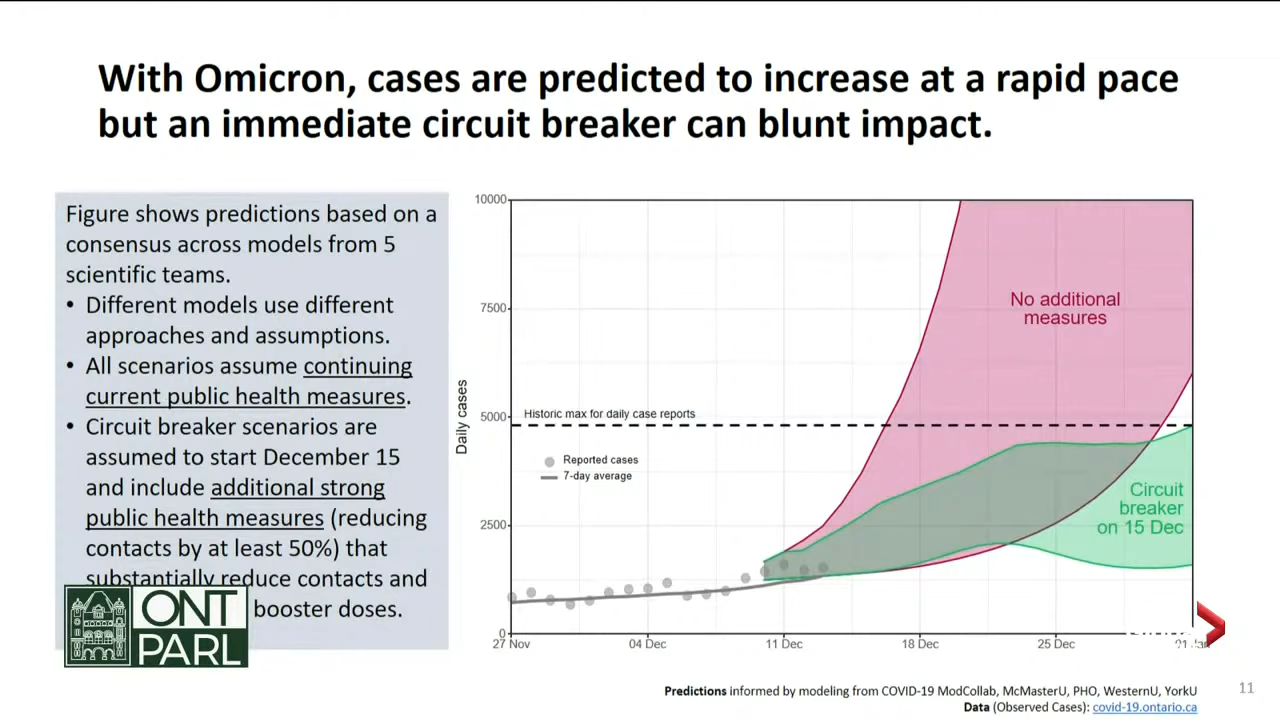 With Omicron, cases are predicted to increase at a rapid pace
but an immediate circuit breaker can blunt impact.
Figure shows predictions based on a
consensus across models from 5
scientific teams.
• Different models use different
approaches and assumptions.
• All scenarios assume continuing
current public health measures.
• Circuit breaker scenarios are
assumed to start December 15
and include additional strong
public health measures (reducing
contacts by at least 50%) that
substantially reduce contacts and
booster doses.
ONT
PARL
Daily cases
10000
7500
5000
2500
0
No additional
measures
Historic max for daily case reports
Reported cases
7-day average
Circuit
breaker
on 15 Dec
27 Nov
04 Dec
11 Dec
18 Dec
25 Dec
Predictions informed by modeling from COVID-19 ModCollab, McMasterU, PHO, WesternU, YorkU
Data (Observed Cases): covid-19.ontario.ca
11